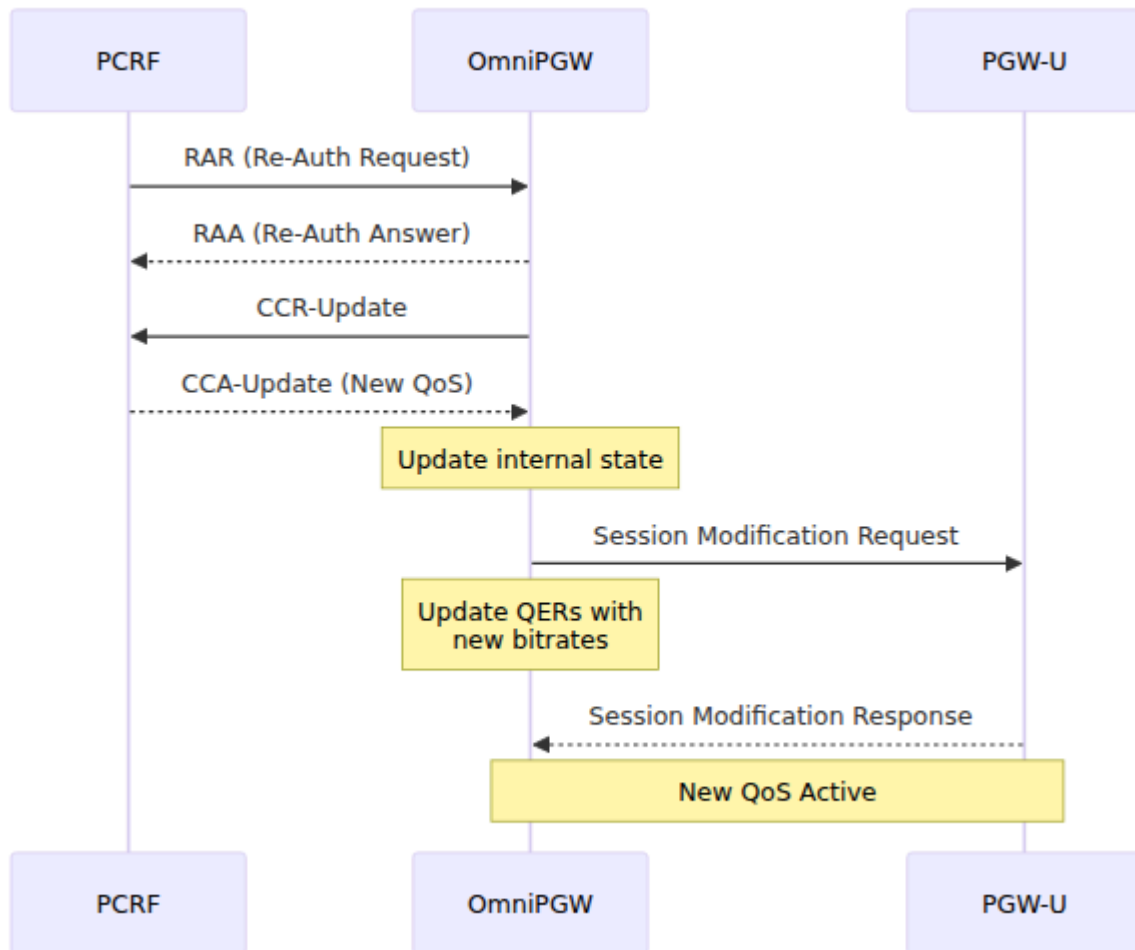 PCRF
OmniPGW
PGW-U
RAR (Re-Auth Request)
RAA (Re-Auth Answer)
CCR-Update
CCA-Update (New QoS)
Update internal state
Session Modification Request
Update QERs with
new bitrates
Session Modification Response
New QoS Active
PCRF
OmniPGW
PGW-U